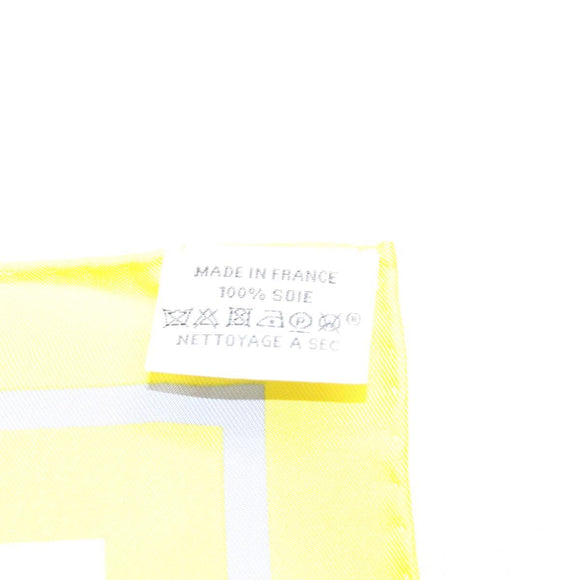 MADE IN FRANCE
100% SOIE
®
NETTOYAGE A SEC